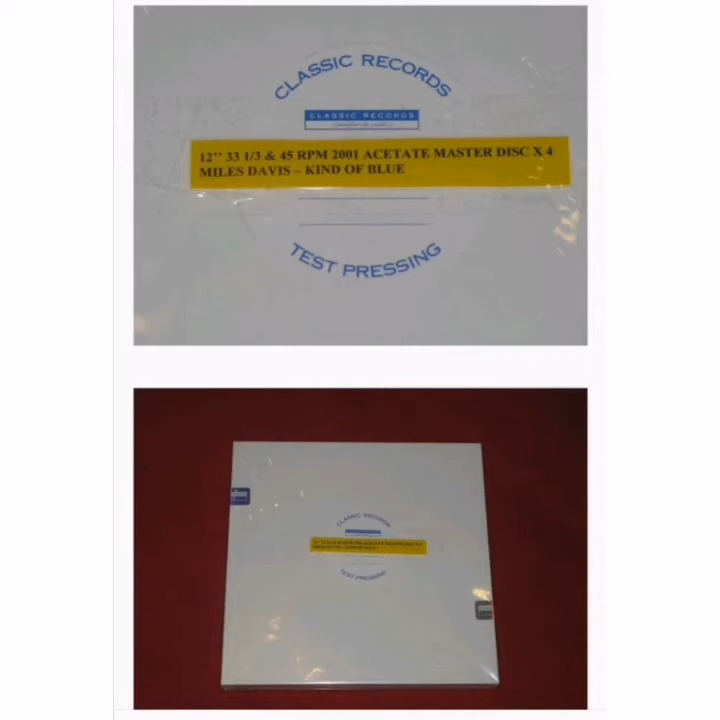 CLASSIC RECORDS
CLASSIC RECORDS
12'' 33 1/3 & 45 RPM 2001 ACETATE MASTER DISC X 4
MILES DAVIS – KIND OF BLUE
TEST PRESSING
CLASSIC RECORDS
TEST PRESSING